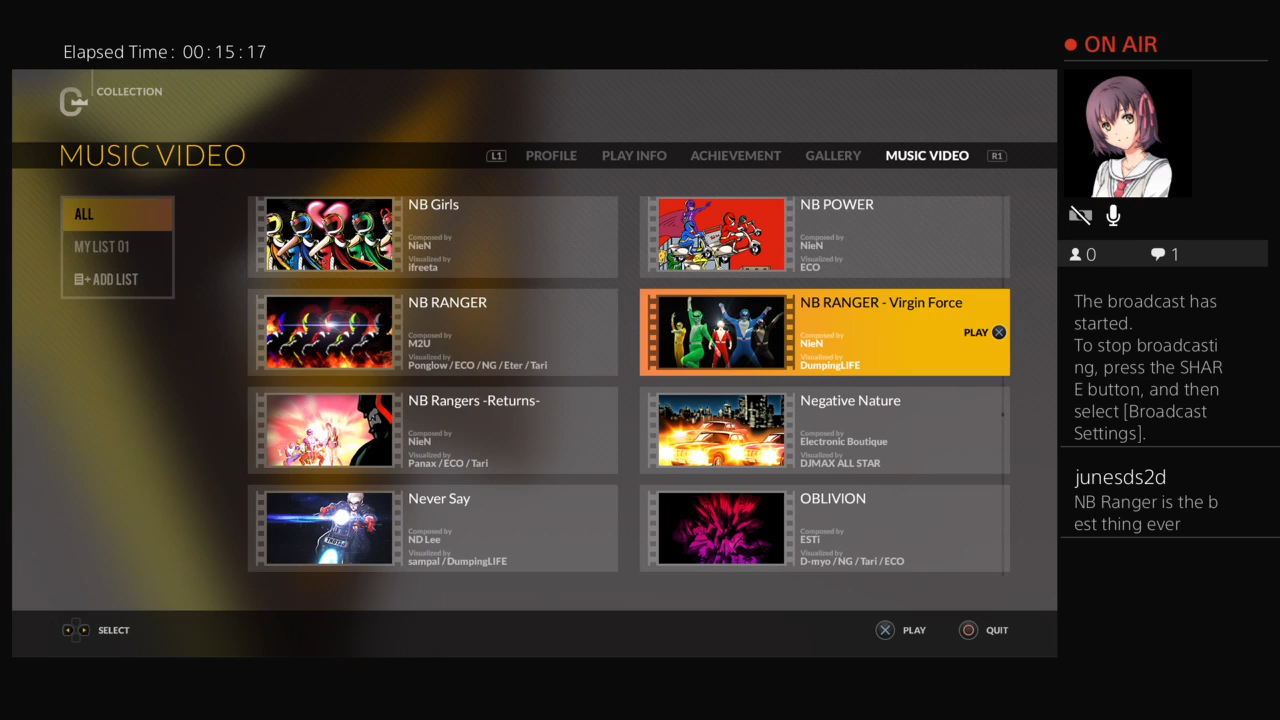 Elapsed Time: 00:15:17
ON AIR
COLLECTION
MUSIC VIDEO
L1 PROFILE PLAY INFO ACHIEVEMENT GALLERY MUSIC VIDEO R1
ALL
MY LIST 01
+ ADD LIST
NB Girls
Composed by
NieN
Visualized by
ifreeta
NB POWER
Composed by
NieN
Visualized by
ECO
NB RANGER
Composed by
M2U
Visualized by
Ponglow / ECO / NG / Eter / Tari
NB RANGER - Virgin Force
PLAY
Composed by
NieN
Visualized by
DumpingLIFE
NB Rangers -Returns-
Composed by
NieN
Visualized by
Panax / ECO / Tari
Negative Nature
Composed by
Electronic Boutique
Visualized by
DJMAX ALL STAR
Never Say
Composed by
ND Lee
Visualized by
sampal / DumpingLIFE
OBLIVION
Composed by
ESTi
Visualized by
D-myo / NG / Tari / ECO
SELECT
PLAY QUIT
0 1
The broadcast has
started.
To stop broadcasti
ng, press the SHAR
E button, and then
select [Broadcast
Settings].
junesds2d
NB Ranger is the b
est thing ever